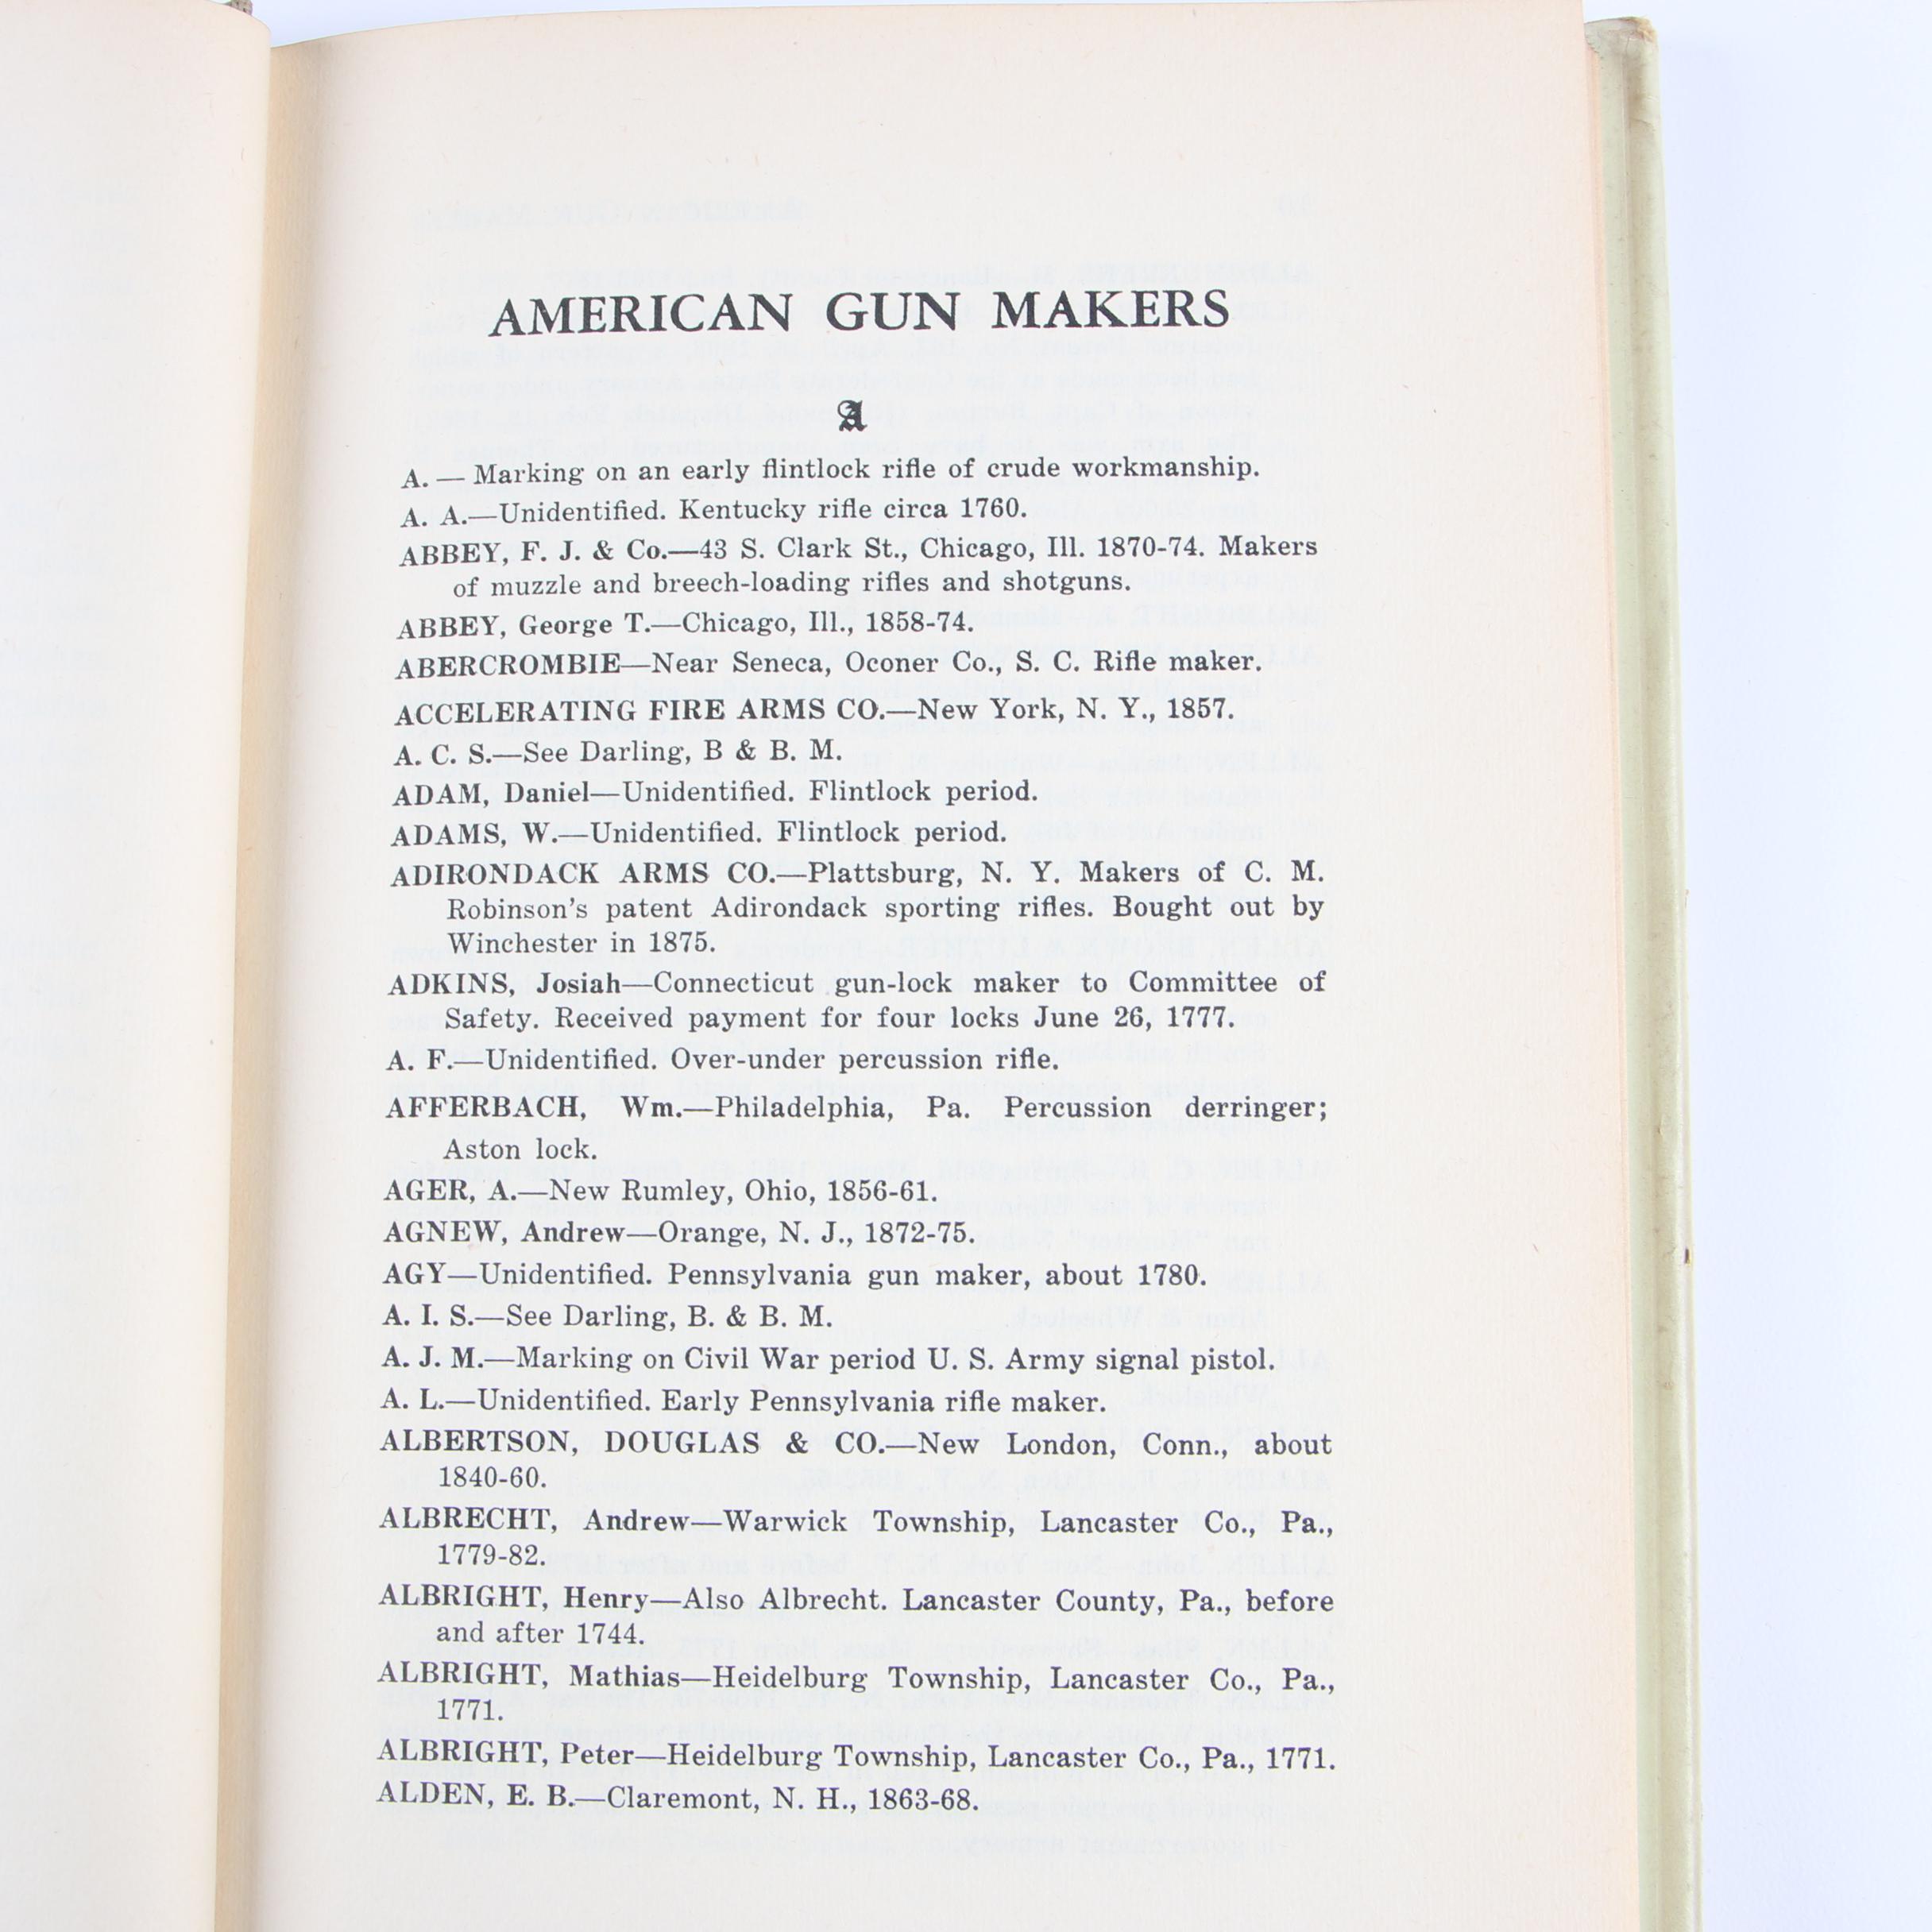 AMERICAN GUN MAKERS
A
A. — Marking on an early flintlock rifle of crude workmanship.
A. A.—Unidentified. Kentucky rifle circa 1760.
ABBEY, F. J. & Co.—43 S. Clark St., Chicago, Ill. 1870-74. Makers
of muzzle and breech-loading rifles and shotguns.
ABBEY, George T.—Chicago, Ill., 1858-74.
ABERCROMBIE—Near Seneca, Oconer Co., S. C. Rifle maker.
ACCELERATING FIRE ARMS CO.—New York, N. Y., 1857.
A. C. S.—See Darling, B & B. M.
ADAM, Daniel—Unidentified. Flintlock period.
ADAMS, W.—Unidentified. Flintlock period.
ADIRONDACK ARMS CO.—Plattsburg, N. Y. Makers of C. M.
Robinson's patent Adirondack sporting rifles. Bought out by
Winchester in 1875.
ADKINS, Josiah—Connecticut gun-lock maker to Committee of
Safety. Received payment for four locks June 26, 1777.
A. F.—Unidentified. Over-under percussion rifle.
AFFERBACH, Wm.—Philadelphia, Pa. Percussion derringer;
Aston lock.
AGER, A.—New Rumley, Ohio, 1856-61.
AGNEW, Andrew—Orange, N. J., 1872-75.
AGY—Unidentified. Pennsylvania gun maker, about 1780.
A. I. S.—See Darling, B. & B. M.
A. J. M.—Marking on Civil War period U. S. Army signal pistol.
A. L.—Unidentified. Early Pennsylvania rifle maker.
ALBERTSON, DOUGLAS & CO.—New London, Conn., about
1840-60.
ALBRECHT, Andrew—Warwick Township, Lancaster Co., Pa.,
1779-82.
ALBRIGHT, Henry—Also Albrecht. Lancaster County, Pa., before
and after 1744.
ALBRIGHT, Mathias—Heidelburg Township, Lancaster Co., Pa.,
1771.
ALBRIGHT, Peter—Heidelburg Township, Lancaster Co., Pa., 1771.
ALDEN, E. B.—Claremont, N. H., 1863-68.